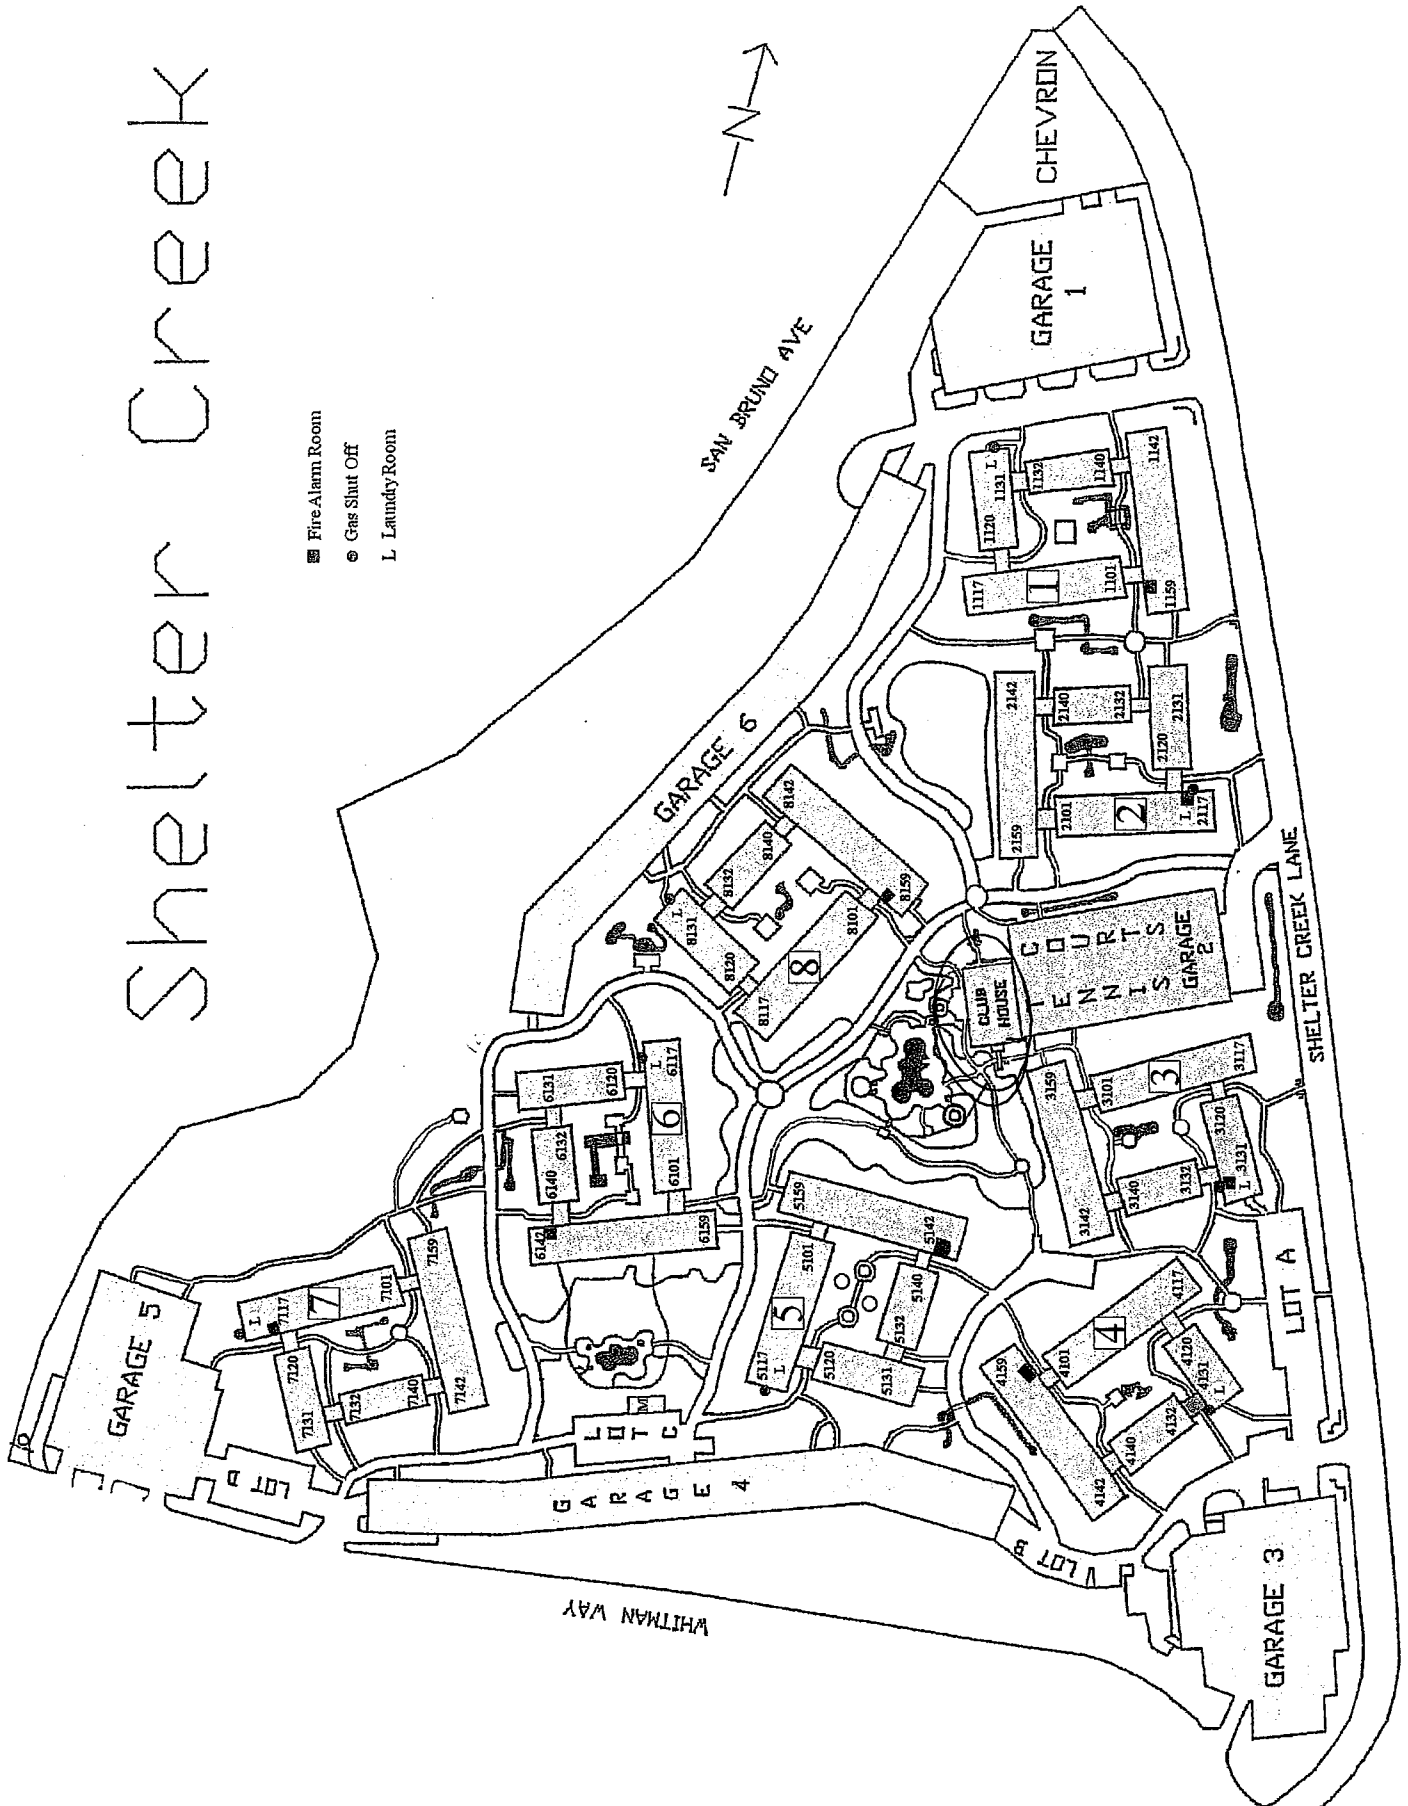 Shelter Creek
Fire Alarm Room
Gas Shut Off
L Laundry Room
N
CHEVRON
GARAGE
1
SAN BRUNO AVE
GARAGE 6
L
1131
1120
1132
1140
1142
1117
1101
1159
1
2142
2140
2132
2131
2120
2159
2101
2
L
2117
8142
8140
8132
L
8131
8120
8159
8101
8
8117
CLUB
HOUSE
TENNIS
COURTS
GARAGE
2
SHELTER CREEK LANE
3159
3101
3
3117
3120
3131
L
3132
3140
3142
6131
6120
L
6117
6
6132
6140
6101
6142
6159
5159
5142
5101
5140
5132
5
5117
L
5120
5131
7159
7101
7
7117
L
7120
7131
7132
7140
7142
GARAGE 5
LOT D
LOT
C
M
GARAGE 4
4159
4101
4
4117
4120
4131
L
4132
4140
4142
LOT A
LOT B
WHITMAN WAY
GARAGE 3